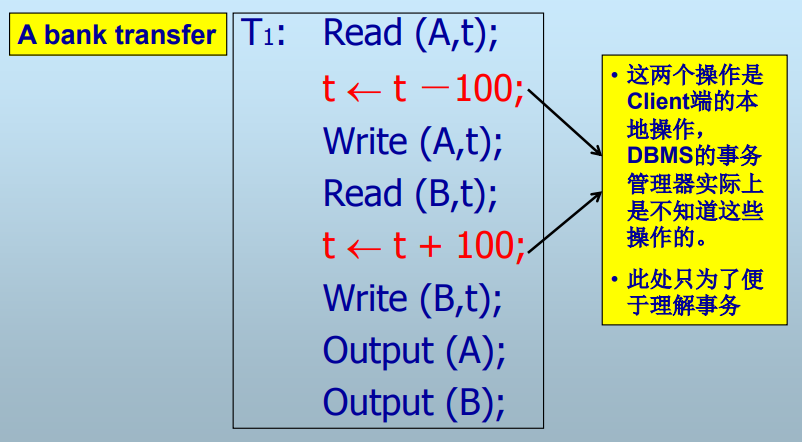 A bank transfer
T1: Read (A,t);
t ← t －100;
Write (A,t);
Read (B,t);
t ← t + 100;
Write (B,t);
Output (A);
Output (B);
• 这两个操作是
Client端的本
地操作，
DBMS的事务
管理器实际上
是不知道这些
操作的。
• 此处只为了便
于理解事务